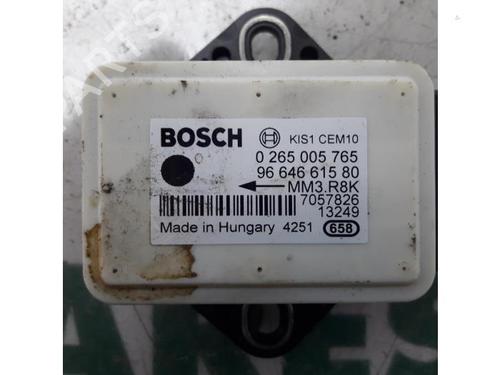 BOSCH KIS1 CEM10
0 265 005 765
96 646 615 80
MM3.R8K
7057826
13249
Made in Hungary 4251 658